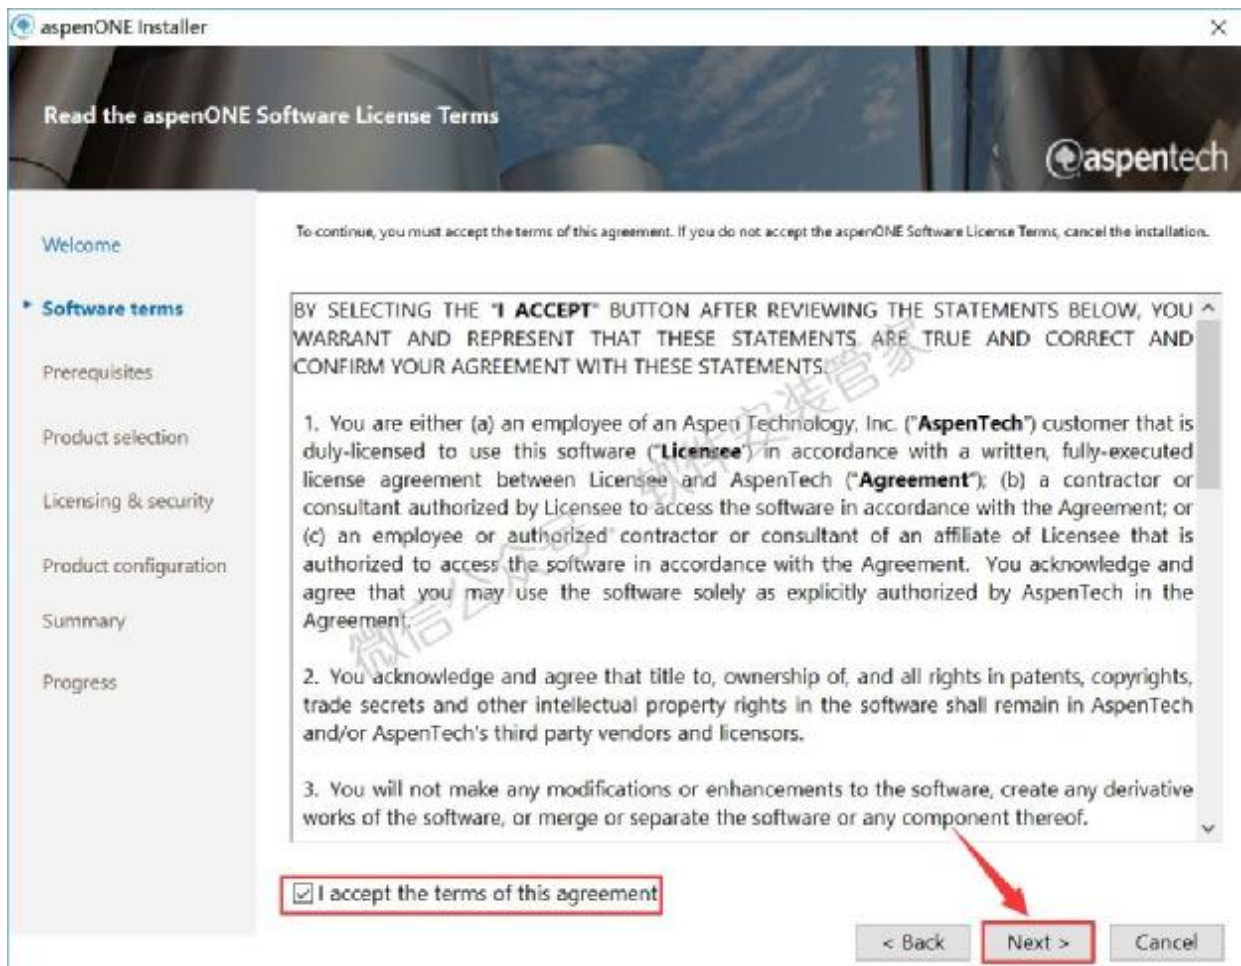 aspenONE Installer
Read the aspenONE Software License Terms
aspentech
Welcome
Software terms
Prerequisites
Product selection
Licensing & security
Product configuration
Summary
Progress
To continue, you must accept the terms of this agreement. If you do not accept the aspenONE Software License Terms, cancel the installation.
BY SELECTING THE "I ACCEPT" BUTTON AFTER REVIEWING THE STATEMENTS BELOW, YOU
WARRANT AND REPRESENT THAT THESE STATEMENTS ARE TRUE AND CORRECT AND
CONFIRM YOUR AGREEMENT WITH THESE STATEMENTS.
1. You are either (a) an employee of an Aspen Technology, Inc. ("AspenTech") customer that is
duly-licensed to use this software ("Licensee") in accordance with a written, fully-executed
license agreement between Licensee and AspenTech ("Agreement"); (b) a contractor or
consultant authorized by Licensee to access the software in accordance with the Agreement; or
(c) an employee or authorized contractor or consultant of an affiliate of Licensee that is
authorized to access the software in accordance with the Agreement. You acknowledge and
agree that you may use the software solely as explicitly authorized by AspenTech in the
Agreement.
2. You acknowledge and agree that title to, ownership of, and all rights in patents, copyrights,
trade secrets and other intellectual property rights in the software shall remain in AspenTech
and/or AspenTech's third party vendors and licensors.
3. You will not make any modifications or enhancements to the software, create any derivative
works of the software, or merge or separate the software or any component thereof.
微信公众号:软件安装管家
I accept the terms of this agreement
< Back
Next >
Cancel